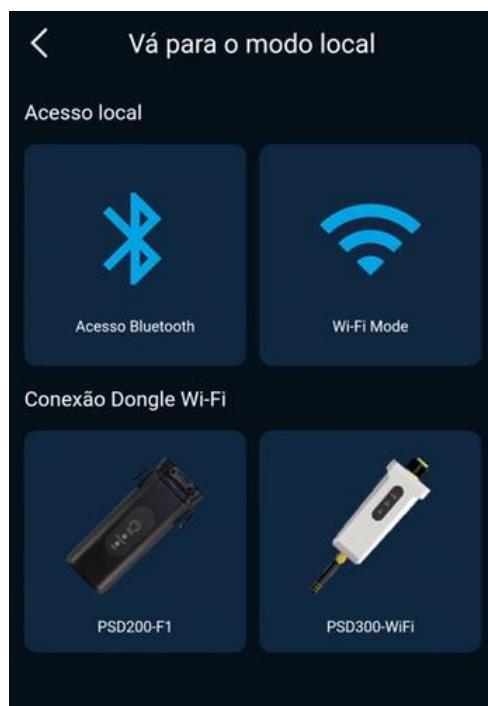 Vá para o modo local
Acesso local
Acesso Bluetooth
Wi-Fi Mode
Conexão Dongle Wi-Fi
PSD200-F1
PSD300-WiFi